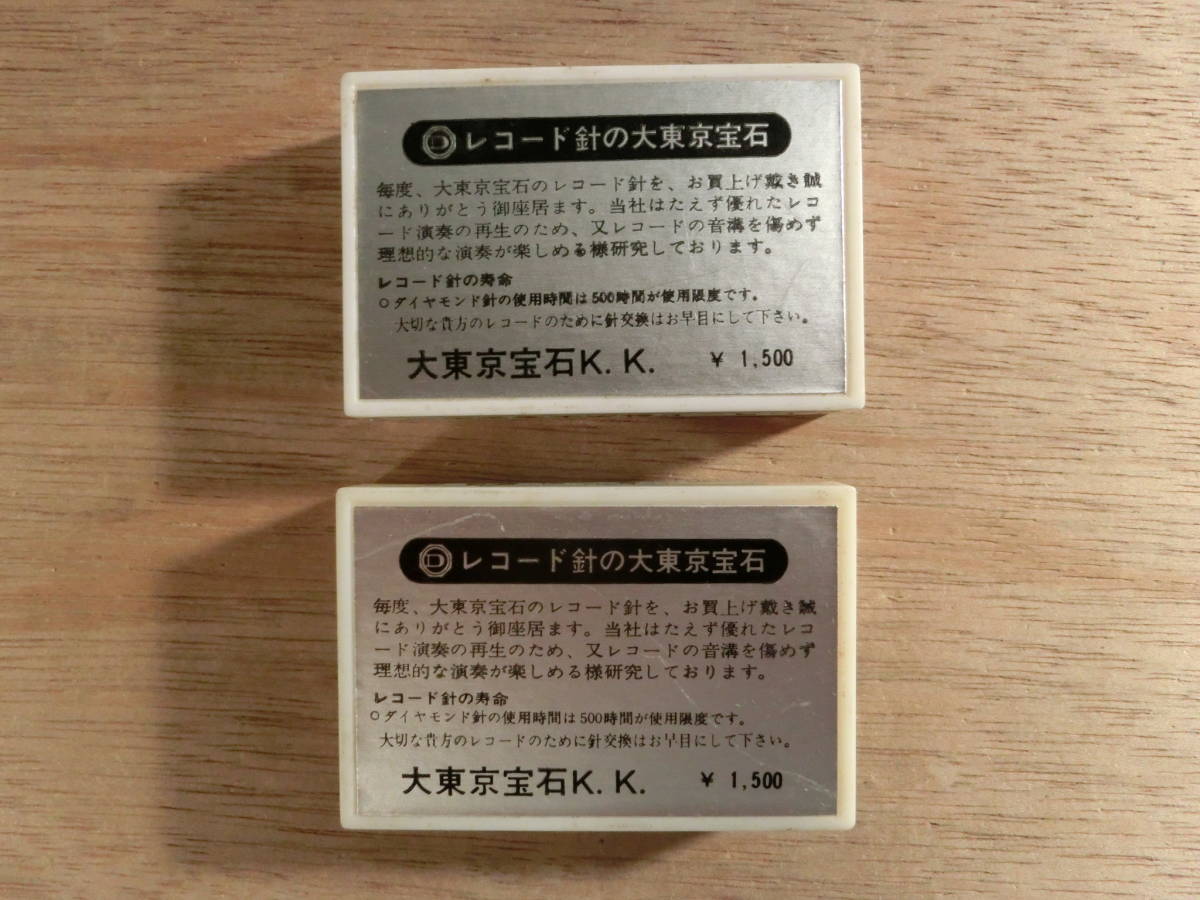 D レコード針の大東京宝石
毎度、大東京宝石のレコード針を、お買上げ戴き誠
にありがとう御座居ます。当社はたえず優れたレコ
ード演奏の再生のため、又レコードの音溝を傷めず
理想的な演奏が楽しめる様研究しております。
レコード針の寿命
○ダイヤモンド針の使用時間は500時間が使用限度です。
大切な貴方のレコードのために針交換はお早目にして下さい。
大東京宝石K.K. ¥ 1,500
D レコード針の大東京宝石
毎度、大東京宝石のレコード針を、お買上げ戴き誠
にありがとう御座居ます。当社はたえず優れたレコ
ード演奏の再生のため、又レコードの音溝を傷めず
理想的な演奏が楽しめる様研究しております。
レコード針の寿命
○ダイヤモンド針の使用時間は500時間が使用限度です。
大切な貴方のレコードのために針交換はお早目にして下さい。
大東京宝石K.K. ¥ 1,500